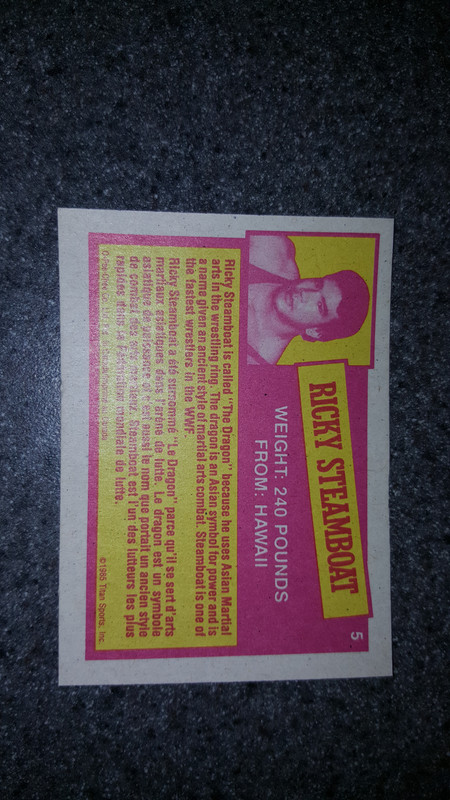 5
RICKY STEAMBOAT
WEIGHT: 240 POUNDS
FROM: HAWAII
Ricky Steamboat is called "The Dragon" because he uses Asian Martial
arts in the wrestling ring. The dragon is an Asian symbol for power and is
a name given an ancient style of martial arts combat. Steamboat is one of
the fastest wrestlers in the WWF.
Ricky Steamboat a été surnommé "Le Dragon" parce qu'il se sert d'arts
martiaux asiatiques dans l'arène de lutte. Le dragon est un symbole
asiatique de puissance et c'est aussi le nom que portait un ancien style
de combat des arts martiaux. Steamboat est l'un des lutteurs les plus
rapides dans la Fédération mondiale de lutte.
©1985 Titan Sports, Inc.